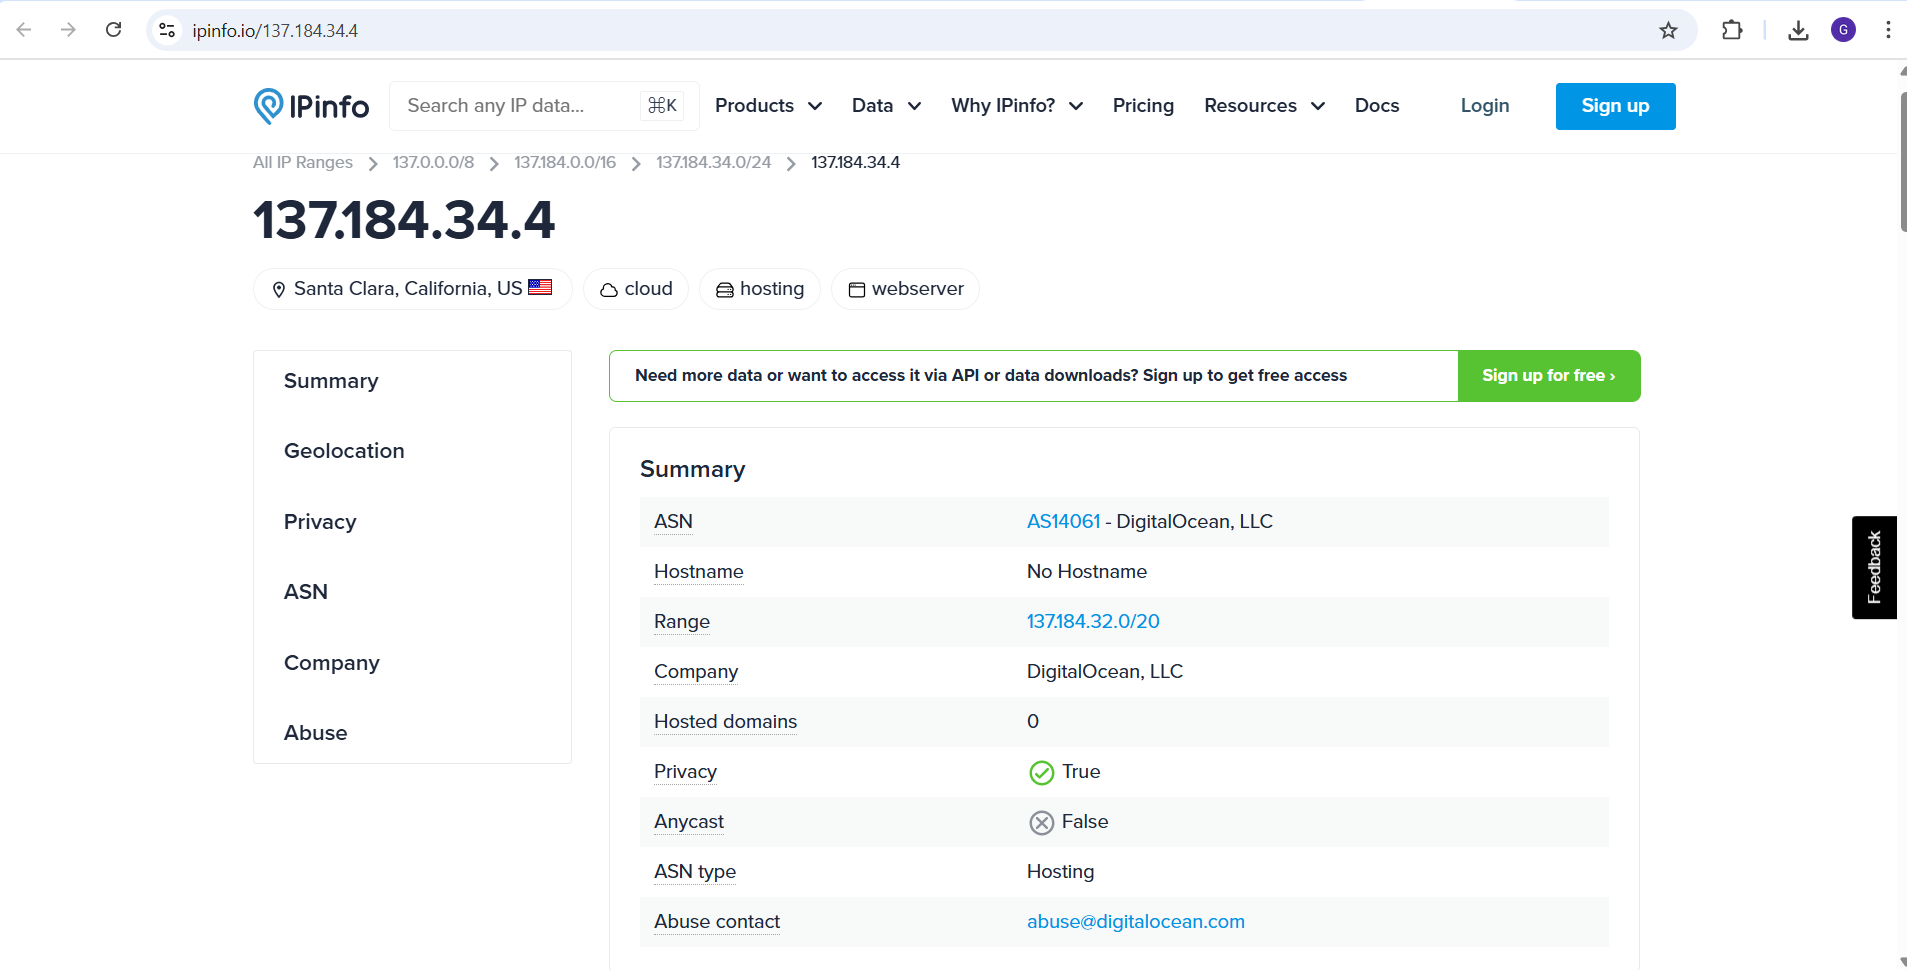 ipinfo.io/137.184.34.4
G
IPinfo Search any IP data... ⌘K Products Data Why IPinfo? Pricing Resources Docs Login Sign up
All IP Ranges 137.0.0.0/8 137.184.0.0/16 137.184.34.0/24 137.184.34.4
137.184.34.4
Santa Clara, California, US cloud hosting webserver
Summary
Geolocation
Privacy
ASN
Company
Abuse
Need more data or want to access it via API or data downloads? Sign up to get free access Sign up for free ›
Summary
ASN AS14061 - DigitalOcean, LLC
Hostname No Hostname
Range 137.184.32.0/20
Company DigitalOcean, LLC
Hosted domains 0
Privacy True
Anycast False
ASN type Hosting
Abuse contact abuse@digitalocean.com
Feedback